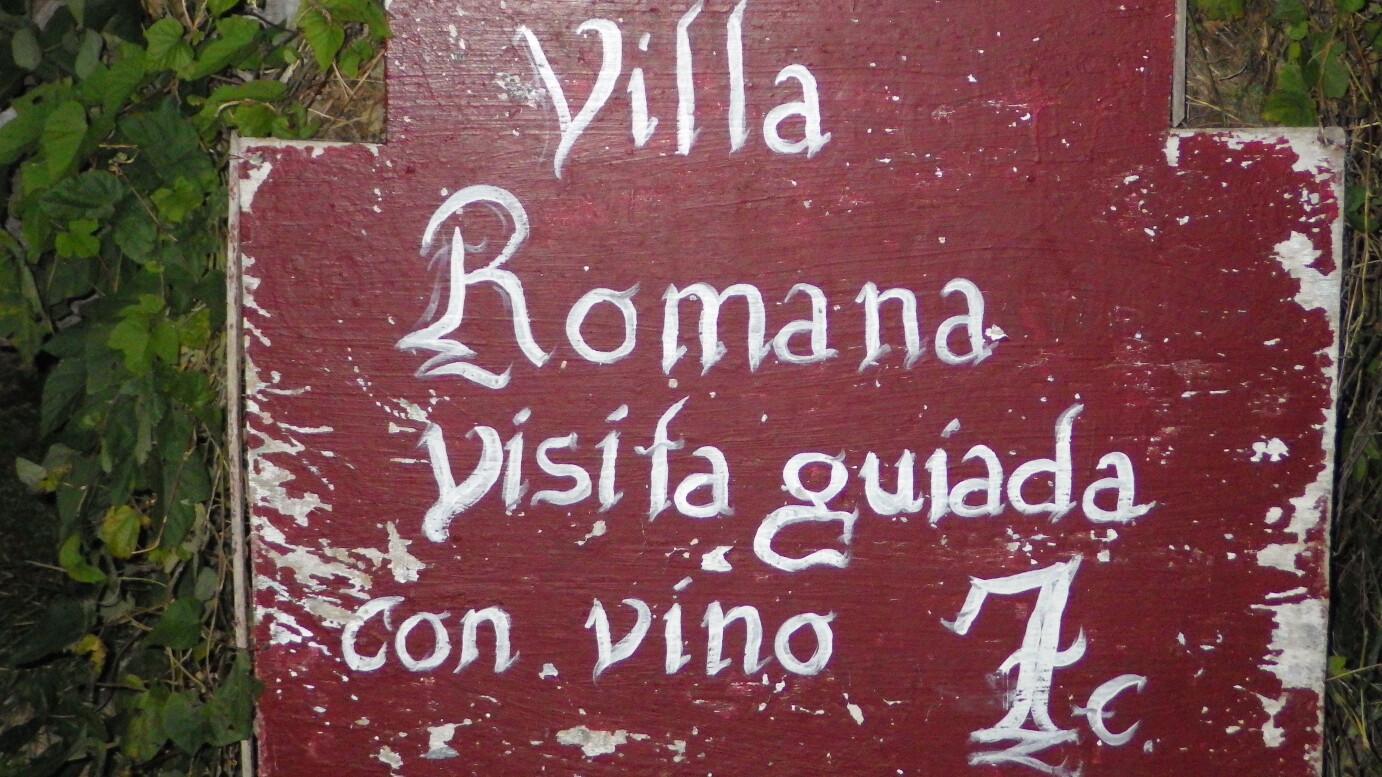 Villa
Romana
Visita guiada
con vino 7€